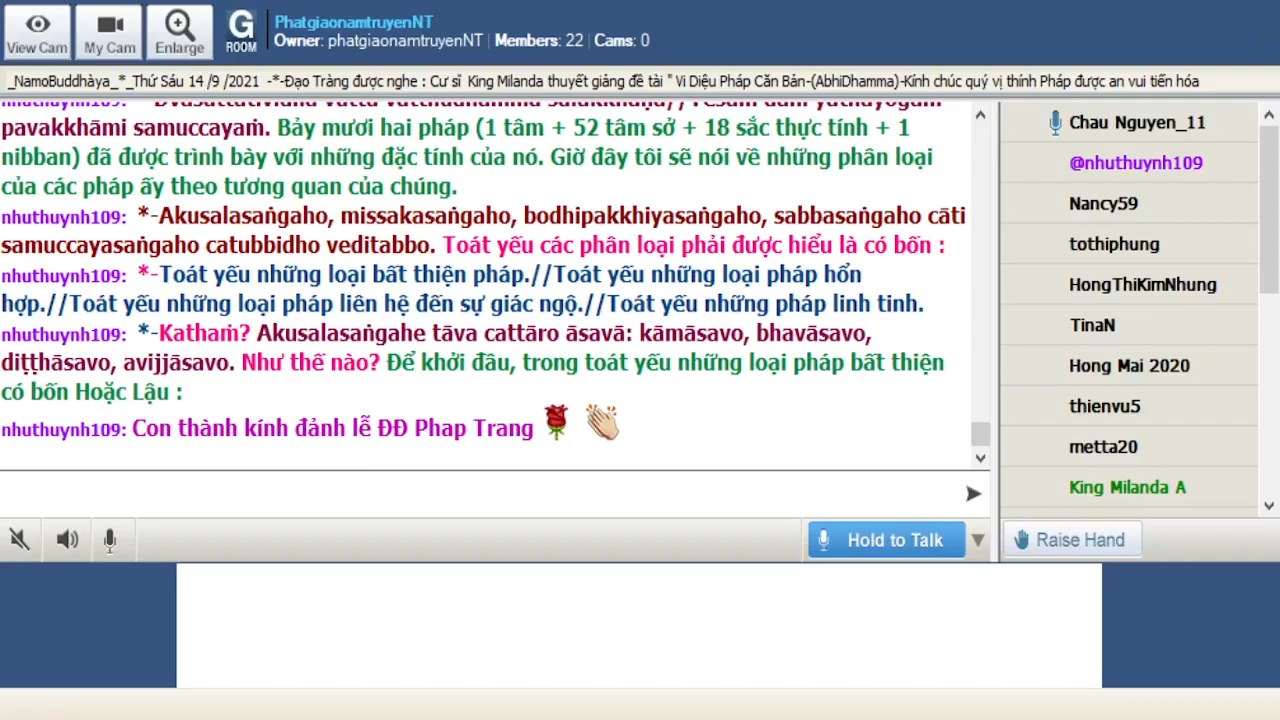 View Cam
My Cam
Enlarge
G
ROOM
PhatgiaonamtruyenNT
Owner: phatgiaonamtruyenNT | Members: 22 | Cams: 0
_NamoBuddhàya_*_Thứ Sáu 14 /9 /2021 -*-Đạo Tràng được nghe : Cư sĩ King Milanda thuyết giảng đề tài " Vi Diệu Pháp Căn Bản-(AbhiDhamma)-Kính chúc quý vị thính Pháp được an vui tiến hóa
pavakkhāmi samuccayaṁ. Bảy mươi hai pháp (1 tâm + 52 tâm sở + 18 sắc thực tính + 1
nibban) đã được trình bày với những đặc tính của nó. Giờ đây tôi sẽ nói về những phân loại
của các pháp ấy theo tương quan của chúng.
nhuthuynh109: *-Akusalasaṅgaho, missakasaṅgaho, bodhipakkhiyasaṅgaho, sabbasaṅgaho cāti
samuccayasaṅgaho catubbidho veditabbo. Toát yếu các phân loại phải được hiểu là có bốn :
nhuthuynh109: *-Toát yếu những loại bất thiện pháp.//Toát yếu những loại pháp hổn
hợp.//Toát yếu những loại pháp liên hệ đến sự giác ngộ.//Toát yếu những pháp linh tinh.
nhuthuynh109: *-Kathaṁ? Akusalasaṅgahe tāva cattāro āsavā: kāmāsavo, bhavāsavo,
diṭṭhāsavo, avijjāsavo. Như thế nào? Để khởi đầu, trong toát yếu những loại pháp bất thiện
có bốn Hoặc Lậu :
nhuthuynh109: Con thành kính đảnh lễ ĐĐ Phap Trang
Chau Nguyen_11
@nhuthuynh109
Nancy59
tothiphung
HongThiKimNhung
TinaN
Hong Mai 2020
thienvu5
metta20
King Milanda A
Hold to Talk
Raise Hand